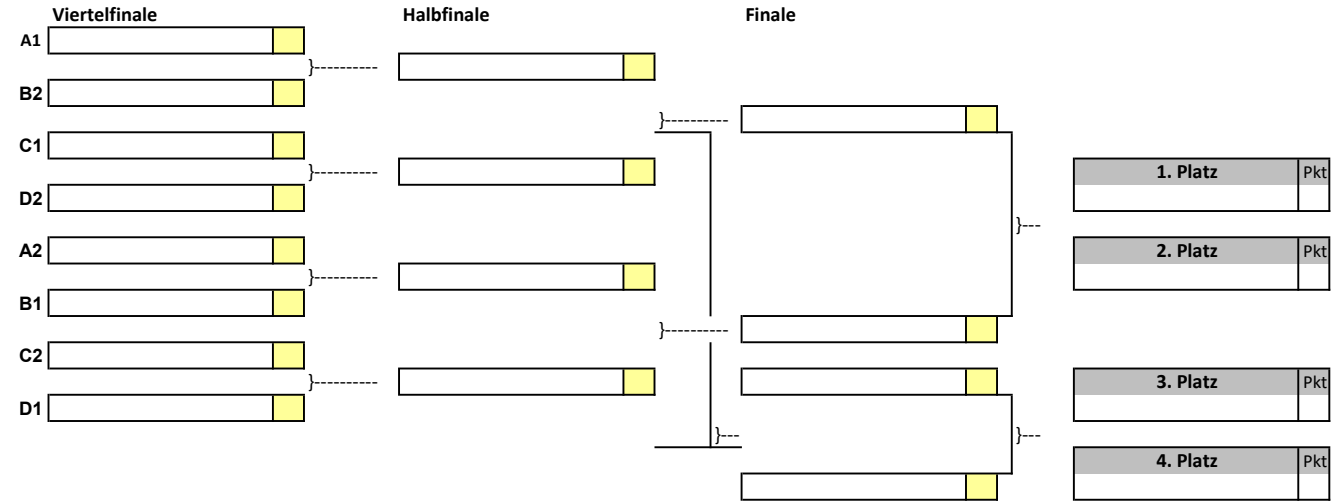 Viertelfinale Halbfinale Finale
A1
}----------
B2
}----------
C1
}----------
1. Platz Pkt
D2
}---
A2
2. Platz Pkt
}----------
B1
}----------
C2
}----------
3. Platz Pkt
D1
}---
}---
4. Platz Pkt